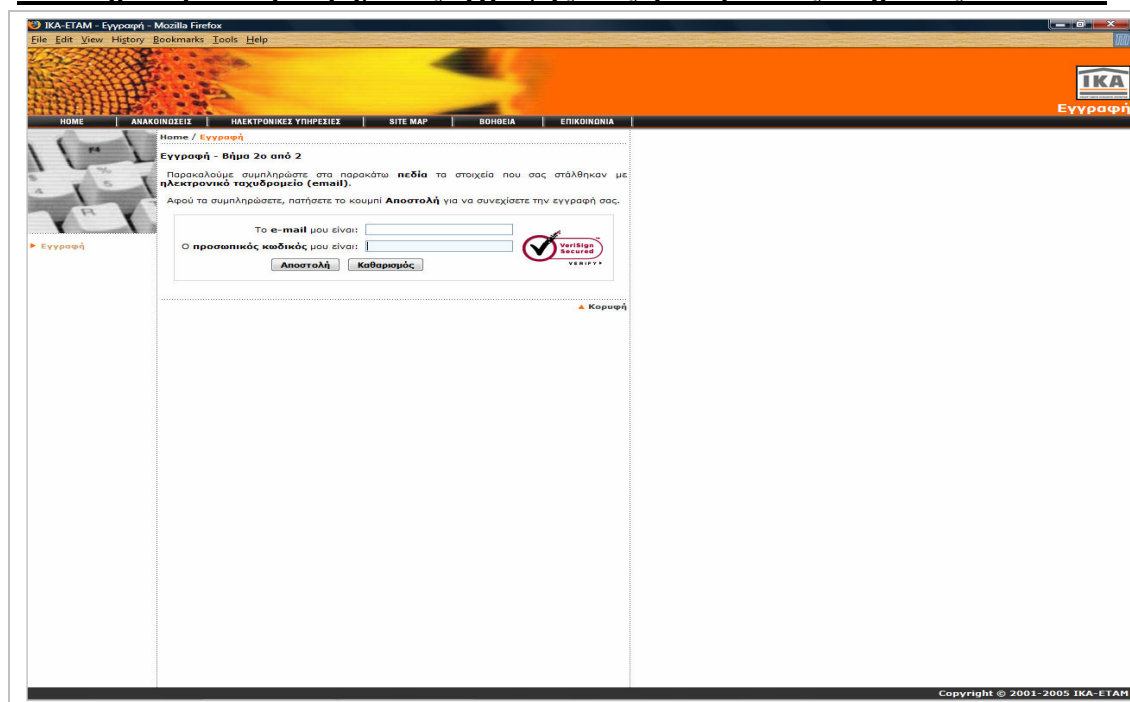 IKA-ETAM - Εγγραφή - Mozilla Firefox
File Edit View History Bookmarks Tools Help
IKA
Εγγραφή
HOME ΑΝΑΚΟΙΝΩΣΕΙΣ ΗΛΕΚΤΡΟΝΙΚΕΣ ΥΠΗΡΕΣΙΕΣ SITE MAP ΒΟΗΘΕΙΑ ΕΠΙΚΟΙΝΩΝΙΑ
Home / Εγγραφή
Εγγραφή - Βήμα 2ο από 2
Παρακαλούμε συμπληρώστε στα παρακάτω πεδία τα στοιχεία που σας στάλθηκαν με
ηλεκτρονικό ταχυδρομείο (email).
Αφού τα συμπληρώσετε, πατήσετε το κουμπί Αποστολή για να συνεχίσετε την εγγραφή σας.
Το e-mail μου είναι:
Ο προσωπικός κωδικός μου είναι:
VeriSign
Secured
VERIFY
Αποστολή Καθαρισμός
Εγγραφή
Κορυφή
Copyright © 2001-2005 IKA-ETAM